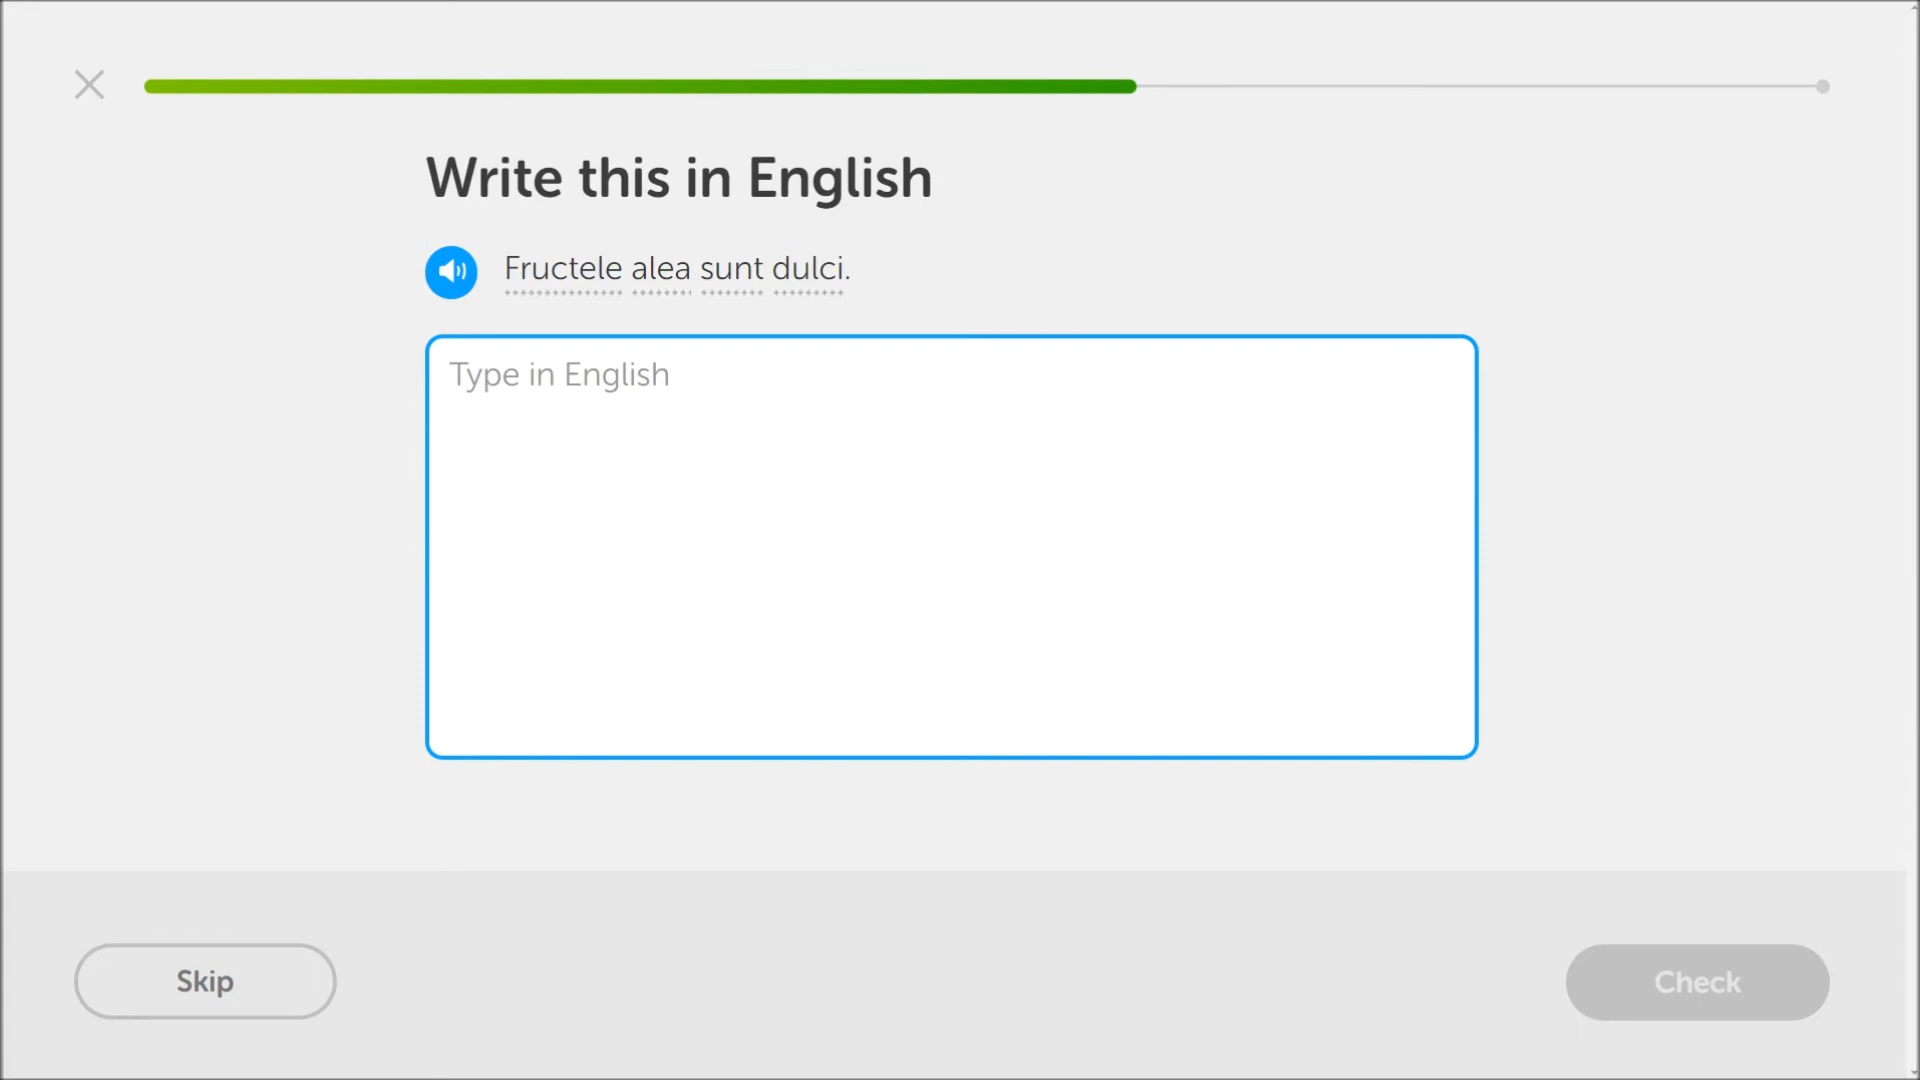 Write this in English
Fructele alea sunt dulci.
Type in English
Skip
Check